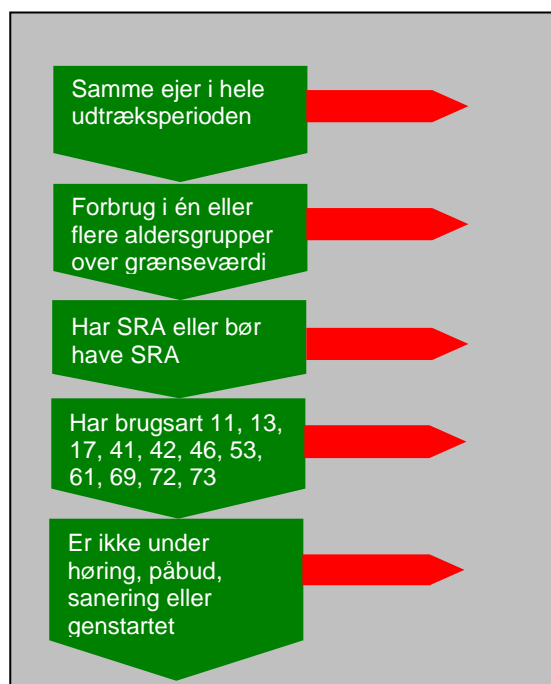 Samme ejer i hele
udtræksperioden
Forbrug i én eller
flere aldersgrupper
over grænseværdi
Har SRA eller bør
have SRA
Har brugsart 11, 13,
17, 41, 42, 46, 53,
61, 69, 72, 73
Er ikke under
høring, påbud,
sanering eller
genstartet